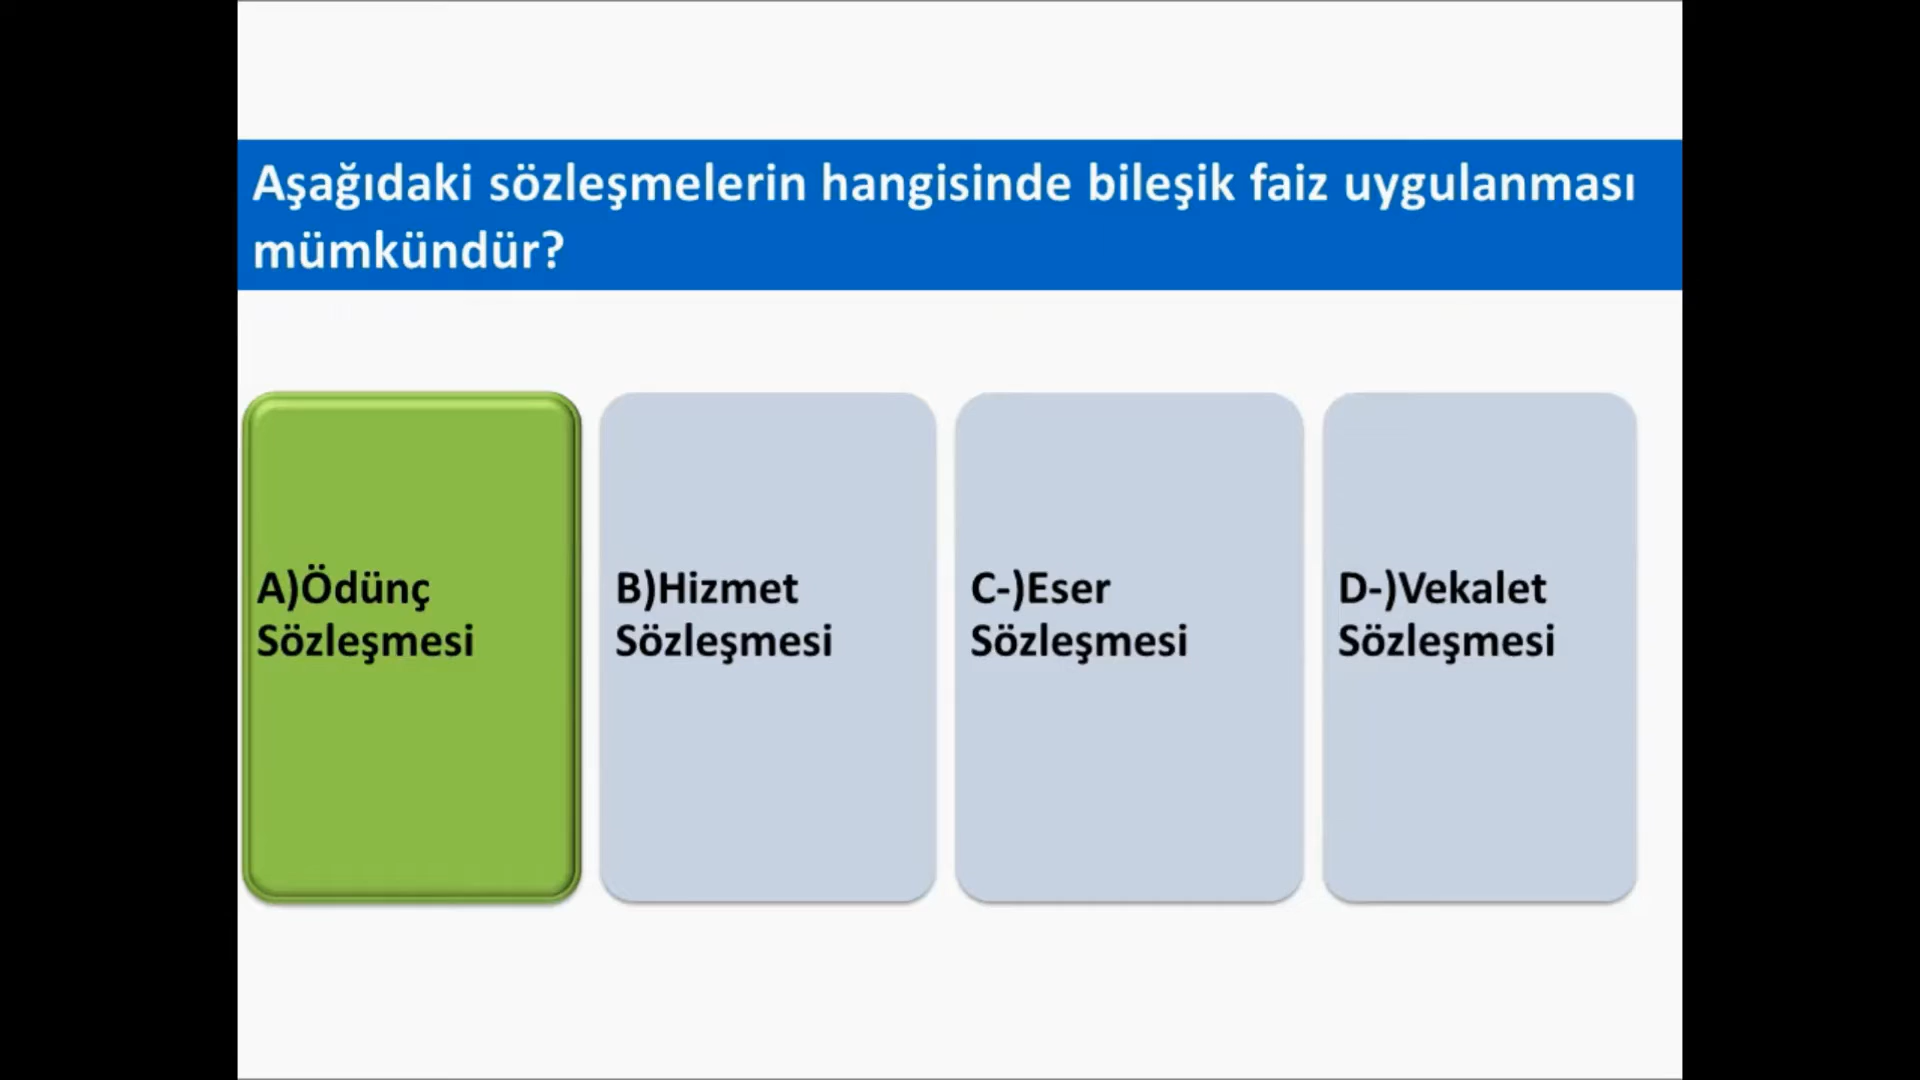 Aşağıdaki sözleşmelerin hangisinde bileşik faiz uygulanması
mümkündür?
A)Ödünç
Sözleşmesi
B)Hizmet
Sözleşmesi
C-)Eser
Sözleşmesi
D-)Vekalet
Sözleşmesi